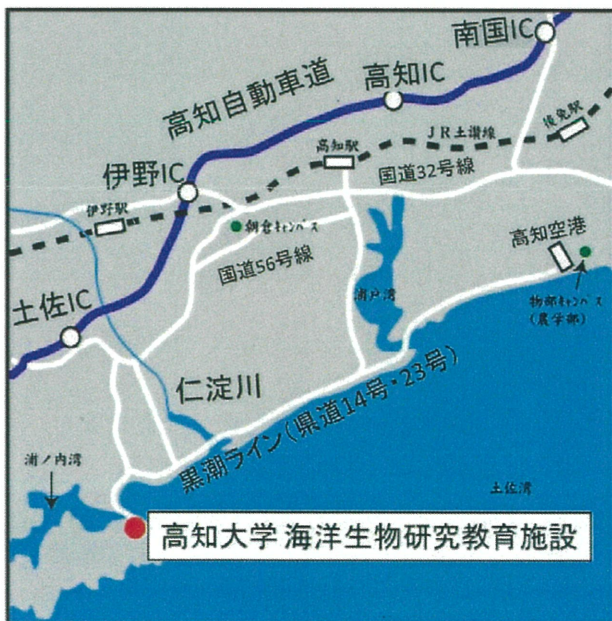 南国IC
高知IC
高知自動車道
JR土讃線
後免駅
高知駅
伊野IC
国道32号線
伊野駅
朝倉キャンパス
高知空港
国道56号線
浦戸湾
物部キャンパス
(農学部)
土佐IC
仁淀川
黒潮ライン(県道14号・23号)
浦ノ内湾
土佐湾
高知大学 海洋生物研究教育施設